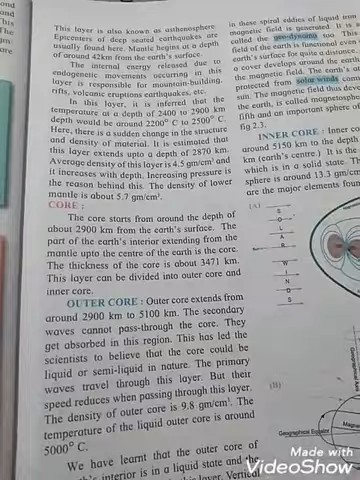 This layer is also known as asthenosphere.
Epicenters of deep seated earthquakes are
usually found here. Mantle begins at a depth
of around 42km from the earth's surface.
The internal energy released due to
endogenetic movements occurring in this
layer is responsible for mountain-building,
rifts, volcanic eruptions earthquakes, etc.
In this layer, it is inferred that the
temperature at a depth of 2400 to 2900 km
depth would be around 2200° C to 2500° C.
Here, there is a sudden change in the structure
and density of material. It is estimated that
this layer extends upto a depth of 2870 km.
Average density of this layer is 4.5 gm/cm³ and
it increases with depth. Increasing pressure is
the reason behind this. The density of lower
mantle is about 5.7 gm/cm³.
CORE :
The core starts from around the depth of
about 2900 km from the earth's surface. The
part of the earth's interior extending from the
mantle upto the centre of the earth is the core.
The thickness of the core is about 3471 km.
This layer can be divided into outer core and
inner core.
OUTER CORE : Outer core extends from
around 2900 km to 5100 km. The secondary
waves cannot pass-through the core. They
get absorbed in this region. This has led the
scientists to believe that the core could be
liquid or semi-liquid in nature. The primary
waves travel through this layer. But their
speed reduces when passing through this layer.
The density of outer core is 9.8 gm/cm³. The
temperature of the liquid outer core is around
5000° C.
We have learnt that the outer core of
interior is in a liquid state and the
layer. Vertical
in these spiral eddies of liquid iron
magnetic field is generated. It is a
called the geo-dynamo too. This
field of the earth is functional even
earth's surface for quite a distance.
a cover develops around the earth
the magnetic field. The earth's at
protected from solar winds
sun. The magnetic field thus deve
the earth, is called magnetosphe
fifth and an important sphere of
fig 2.3.
INNER CORE : Inner
around 5150 km to the depth
km (earth's centre). It is the
which is in a solid state. Th
sphere is around 13.3 gm/cm
are the major elements foun
(A)
S
O
L
A
R
W
I
N
D
S
(B)
Geographical Equator
Magne
Geographical Axis
Made with
VideoShow